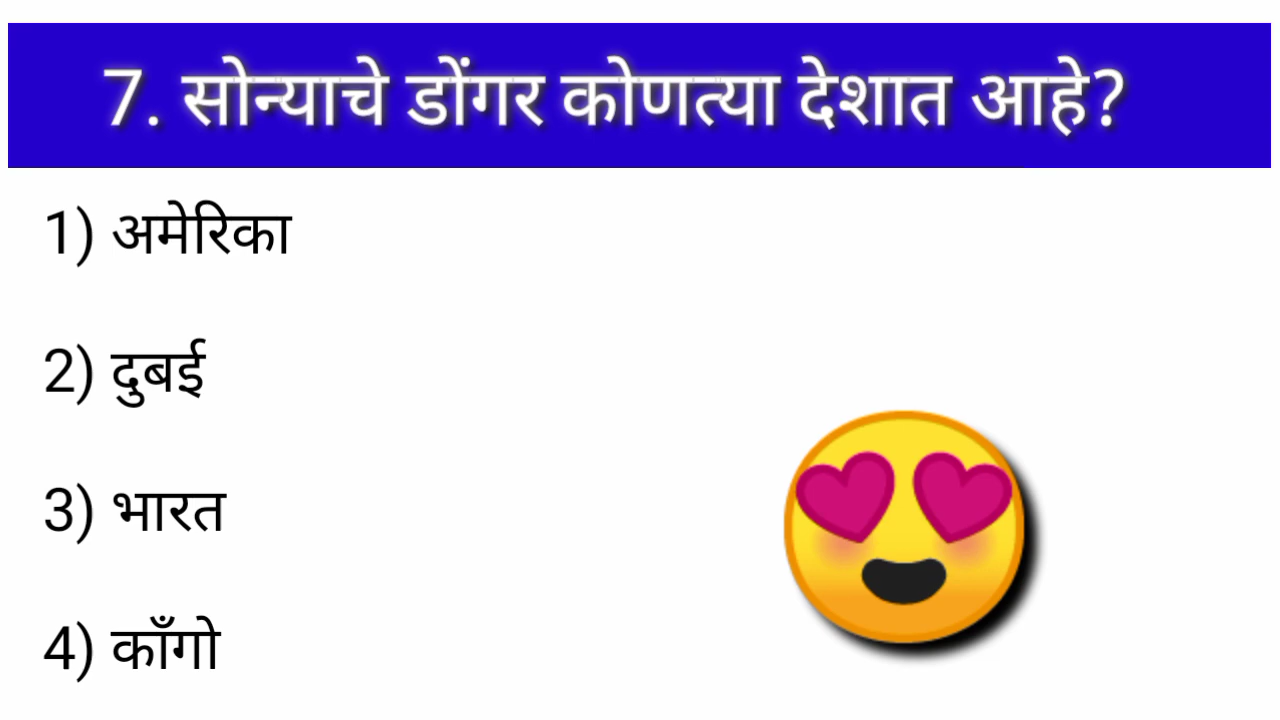 7. सोन्याचे डोंगर कोणत्या देशात आहे?
1) अमेरिका
2) दुबई
3) भारत
4) काँगो